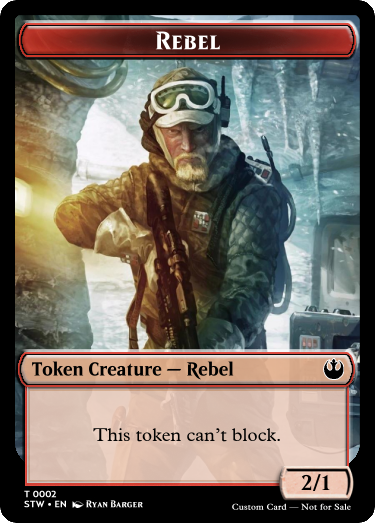 Rebel
Token Creature — Rebel
This token can't block.
2/1
T 0002
STW • EN Ryan Barger
Custom Card — Not for Sale